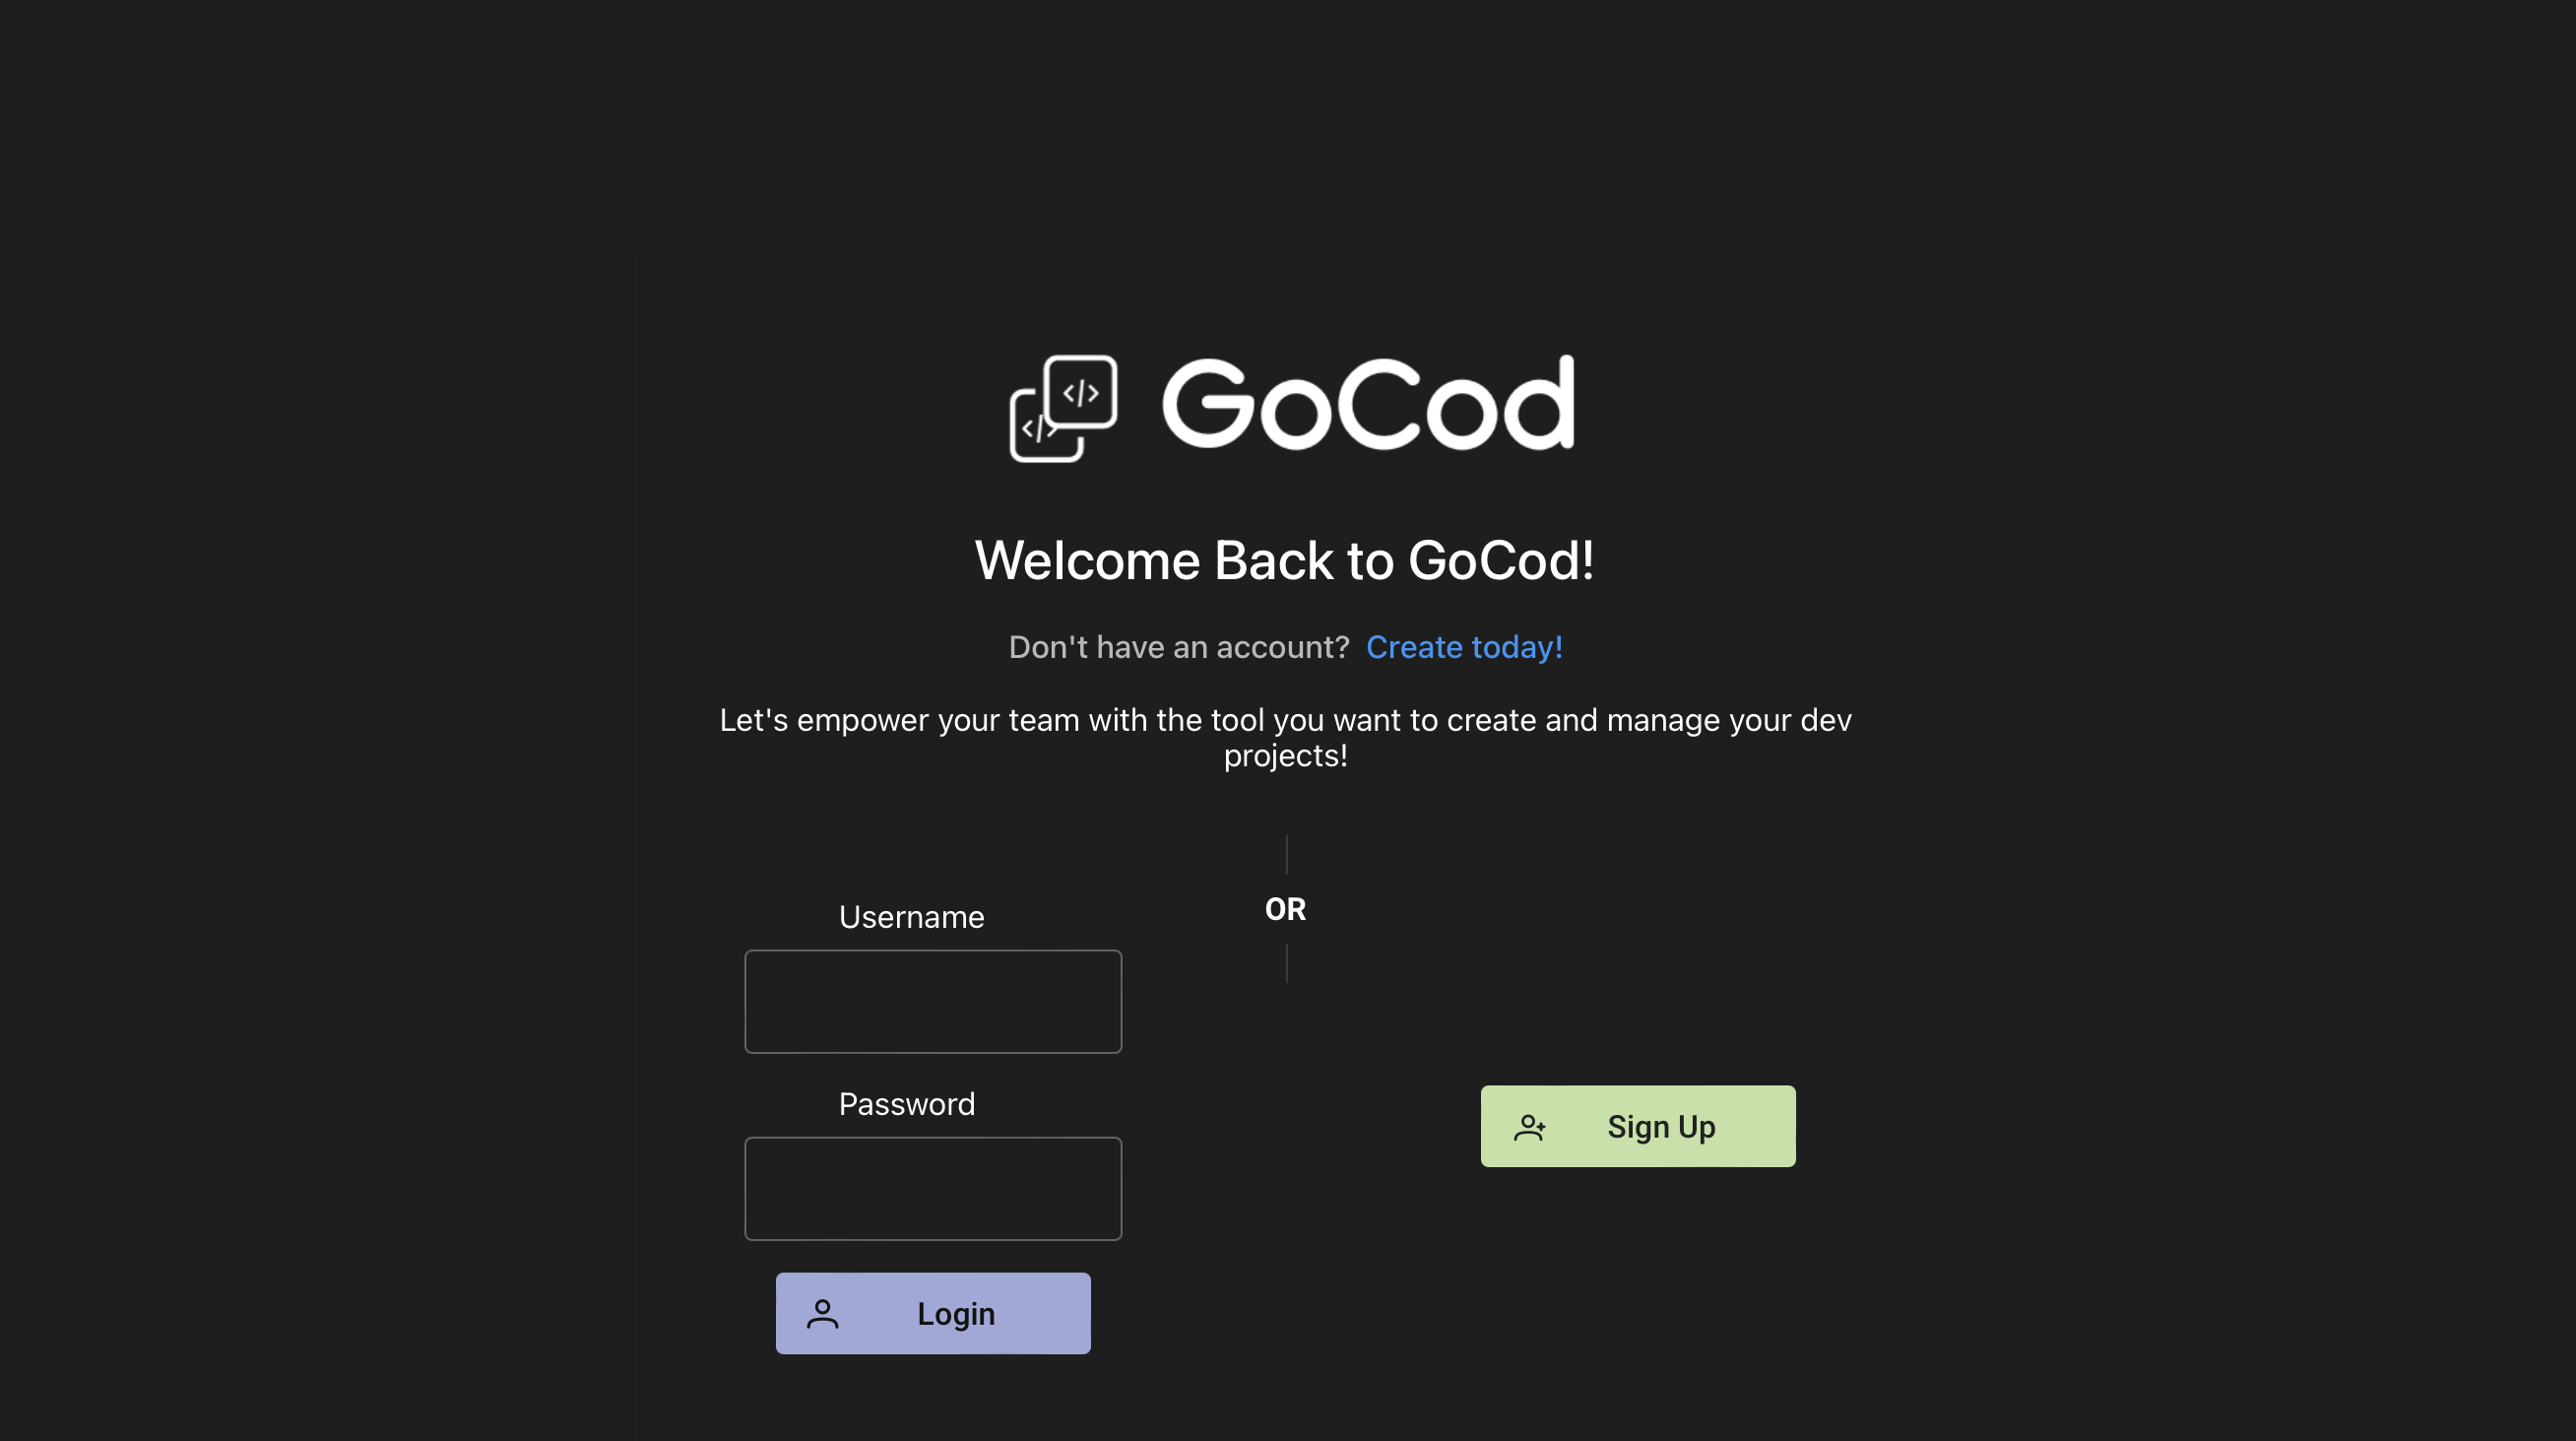 </>
</>
GoCod
Welcome Back to GoCod!
Don't have an account? Create today!
Let's empower your team with the tool you want to create and manage your dev
projects!
OR
Username
Password
Sign Up
Login